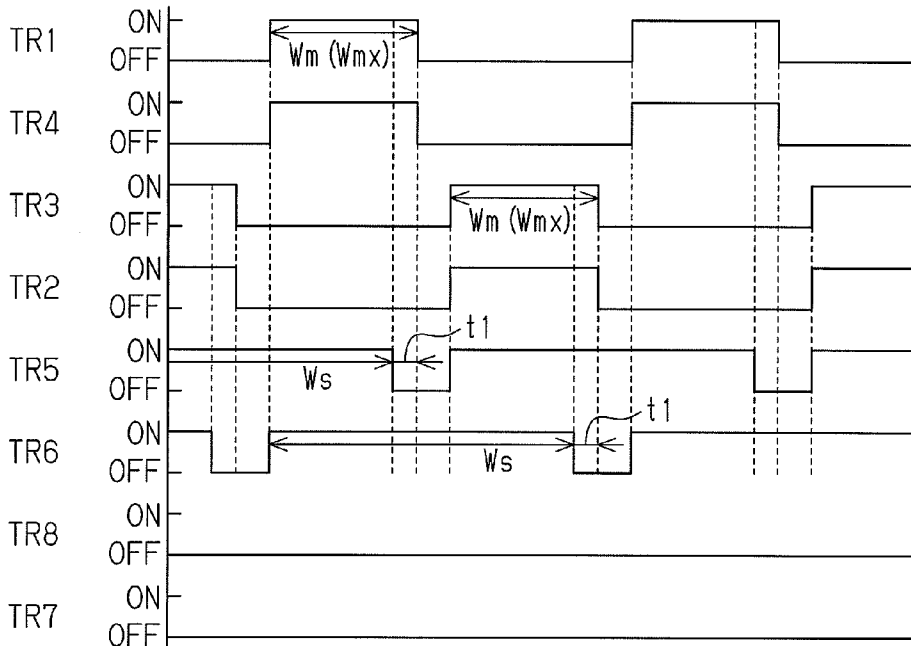 TR1 ON
OFF
Wm (Wmx)
TR4 ON
OFF
TR3 ON
OFF
Wm (Wmx)
TR2 ON
OFF
t1
TR5 ON
OFF
Ws
t1
TR6 ON
OFF
Ws
TR8 ON
OFF
TR7 ON
OFF